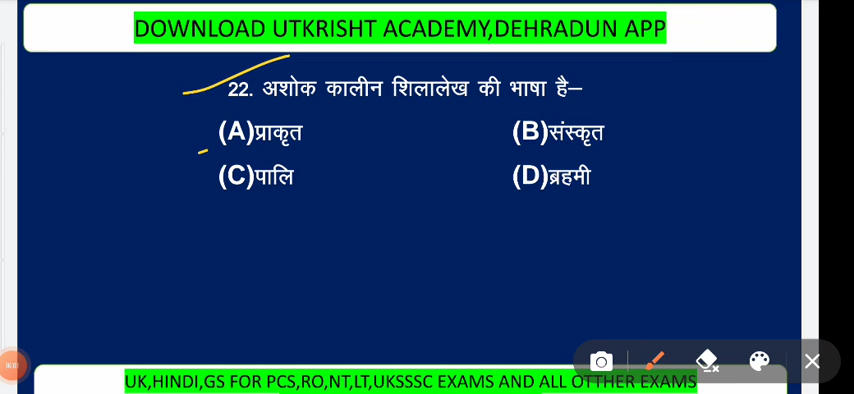 DOWNLOAD UTKRISHT ACADEMY,DEHRADUN APP
22. अशोक कालीन शिलालेख की भाषा है–
(A)प्राकृत (B)संस्कृत
(C)पालि (D)ब्रहमी
UK,HINDI,GS FOR PCS,RO,NT,LT,UKSSSC EXAMS AND ALL OTTHER EXAMS